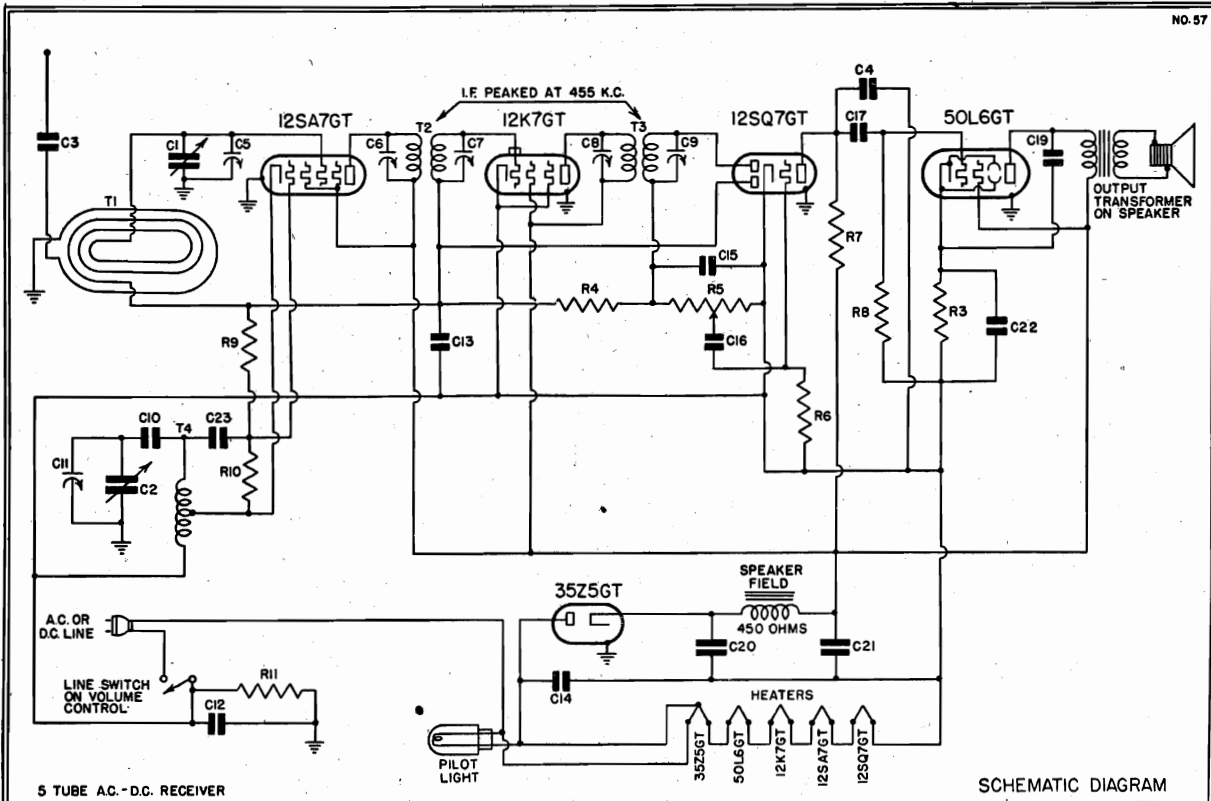 NO. 57
C4
I.F. PEAKED AT 455 K.C.
12SA7GT
12K7GT
12SQ7GT
50L6GT
C3
C1
C5
C6
T2
C7
C8
T3
C9
C17
C19
OUTPUT
TRANSFORMER
ON SPEAKER
T1
R7
C15
R4
R5
R8
R3
C22
R9
C13
C16
R6
C10
T4
C23
C11
C2
R10
35Z5GT
SPEAKER
FIELD
450 OHMS
A.C. OR
D.C. LINE
C20
C21
LINE SWITCH
ON VOLUME
CONTROL
R11
C12
C14
HEATERS
35Z5GT
50L6GT
12K7GT
12SA7GT
12SQ7GT
PILOT
LIGHT
5 TUBE A.C.-D.C. RECEIVER
SCHEMATIC DIAGRAM